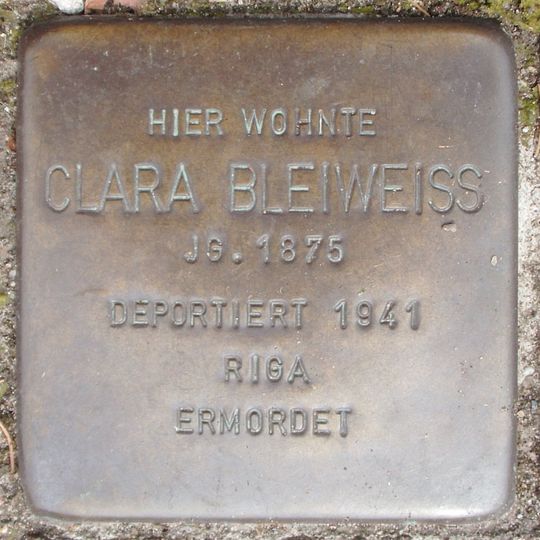 HIER WOHNTE
CLARA BLEIWEISS
JG. 1875
DEPORTIERT 1941
RIGA
ERMORDET